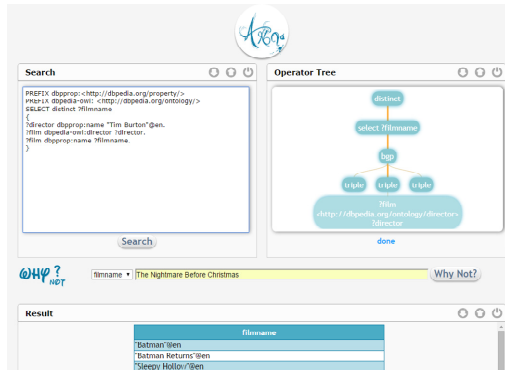 Search
PREFIX dbpprop:<http://dbpedia.org/property/>
PREFIX dbpedia-owl: <http://dbpedia.org/ontology/>
SELECT distinct ?filmname
{
?director dbpprop:name "Tim Burton"@en.
?film dbpedia-owl:director ?director.
?film dbpprop:name ?filmname.
}
Search
Operator Tree
distinct
select ?filmname
bgp
triple triple triple
?film
<http://dbpedia.org/ontology/director>
?director
done
WHY?
NOT
filmname
The Nightmare Before Christmas
Why Not?
Result
filmname
"Batman"@en
"Batman Returns"@en
"Sleepy Hollow"@en